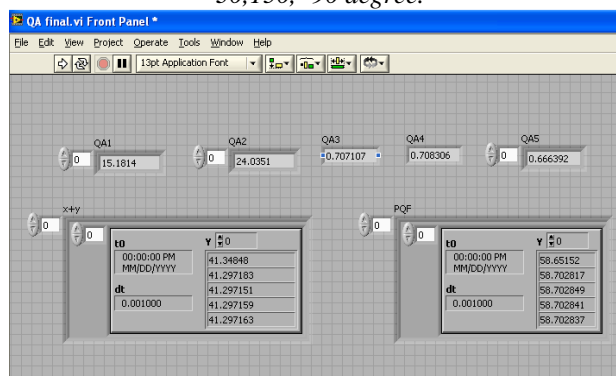 30,150,-90 degree.
QA final.vi Front Panel *
File Edit View Project Operate Tools Window Help
13pt Application Font
QA1 QA2 QA3 QA4 QA5
0 15.1814 0 24.0351 0.707107 0.708306 0 0.666392
x+y PQF
0 0 t0 Y 0 0 0 t0 Y 0
00:00:00 PM 41.34848 00:00:00 PM 58.65152
MM/DD/YYYY 41.297183 MM/DD/YYYY 58.702817
dt 41.297151 dt 58.702849
0.001000 41.297159 0.001000 58.702841
41.297163 58.702837